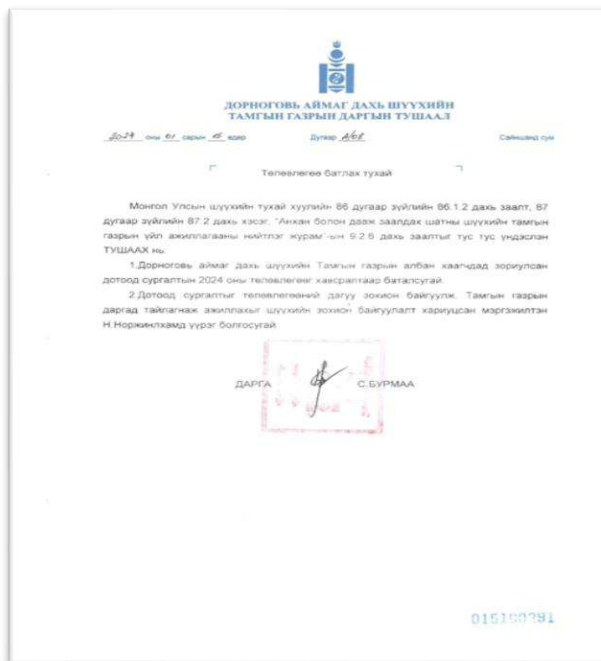 ДОРНОГОВЬ АЙМАГ ДАХЬ ШҮҮХИЙН
ТАМГЫН ГАЗРЫН ДАРГЫН ТУШААЛ
2024 оны 01 сарын 15 өдөр Дугаар А/08 Сайншанд сум
Төлөвлөгөө батлах тухай
Монгол Улсын шүүхийн тухай хуулийн 86 дугаар зүйлийн 86.1.2 дахь заалт, 87
дугаар зүйлийн 87.2 дахь хэсэг, "Анхан болон давж заалдах шатны шүүхийн тамгын
газрын үйл ажиллагааны нийтлэг журам"-ын 9.2.6 дахь заалтыг тус тус үндэслэн
ТУШААХ нь:
1.Дорноговь аймаг дахь шүүхийн Тамгын газрын албан хаагчдад зориулсан
дотоод сургалтын 2024 оны төлөвлөгөөг хавсралтаар баталсугай.
2.Дотоод сургалтыг төлөвлөгөөний дагуу зохион байгуулж, Тамгын газрын
даргад тайлагнаж ажиллахыг шүүхийн зохион байгуулалт хариуцсан мэргэжилтэн
Н.Норжинлхамд үүрэг болгосугай.
ДАРГА С.БУРМАА